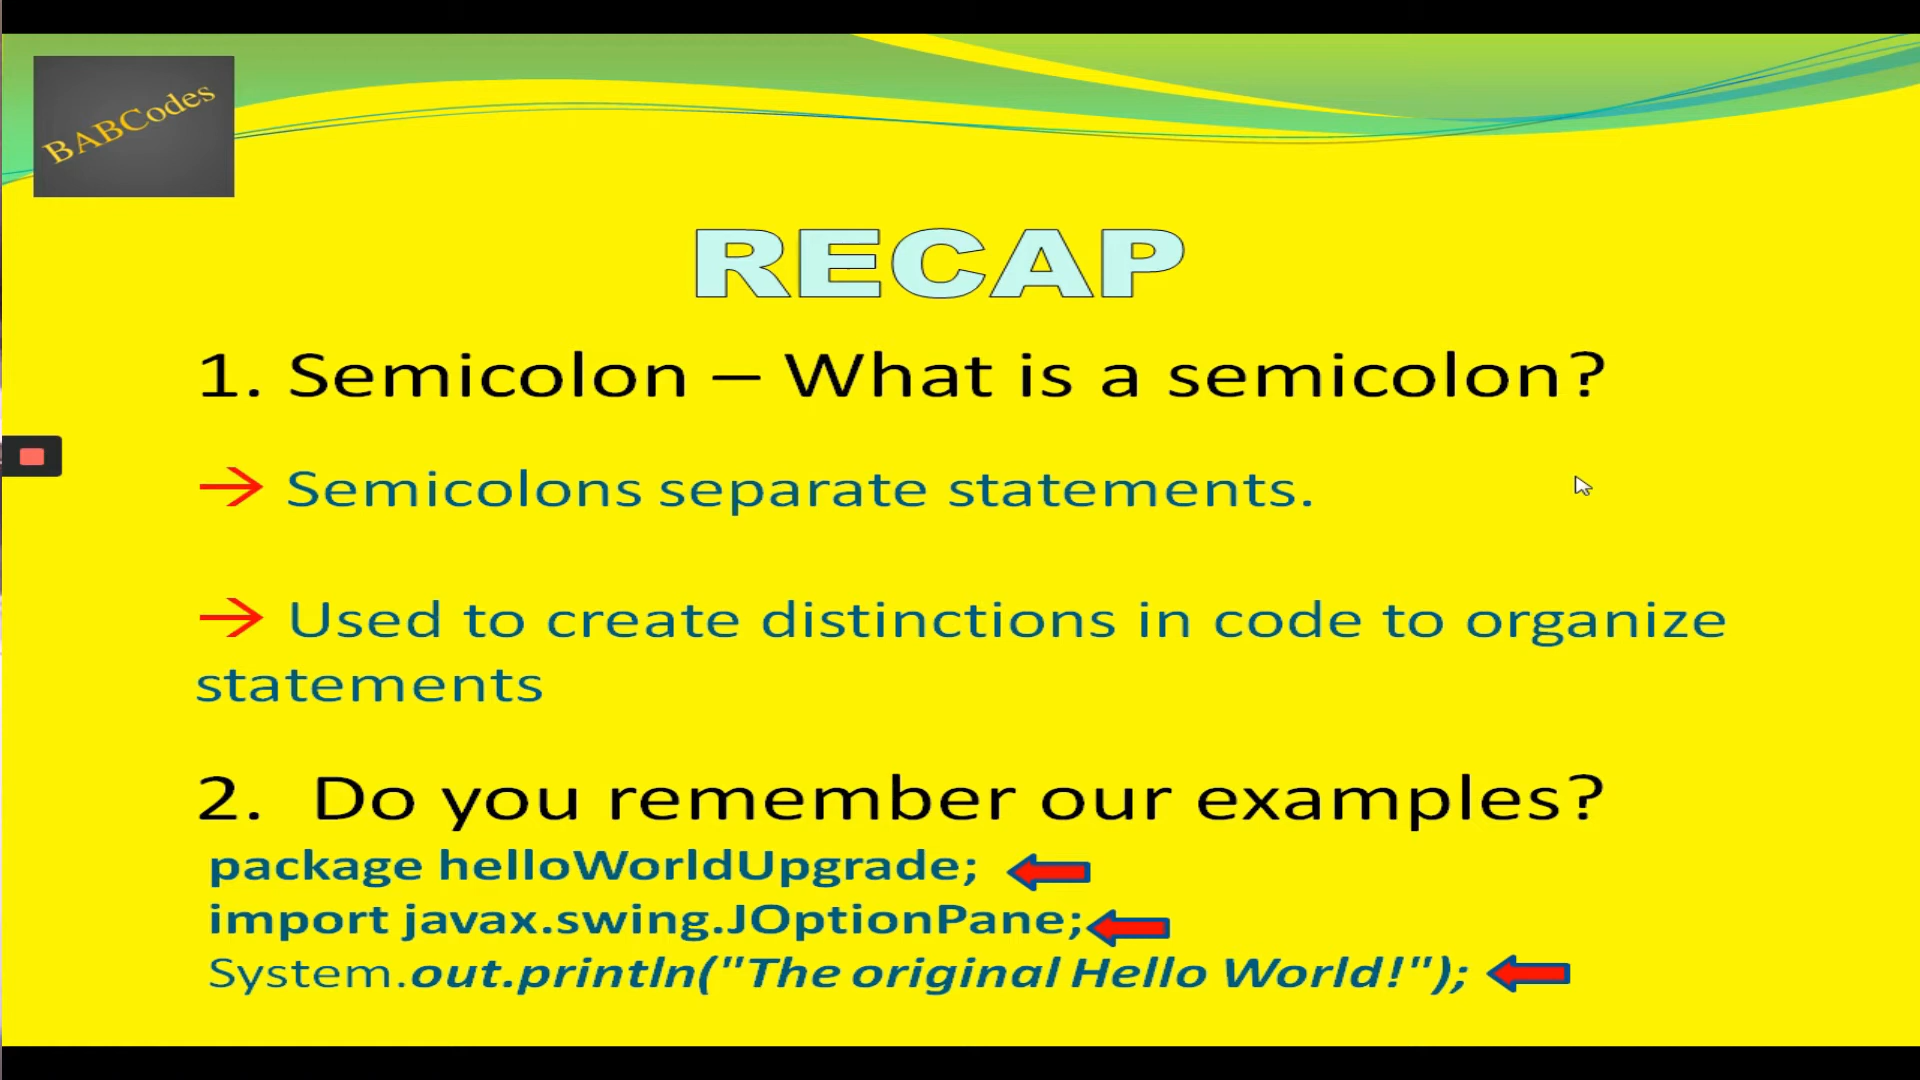 BABCodes
RECAP
1. Semicolon – What is a semicolon?
→ Semicolons separate statements.
→ Used to create distinctions in code to organize
statements
2. Do you remember our examples?
package helloWorldUpgrade;
import javax.swing.JOptionPane;
System.out.println("The original Hello World!");